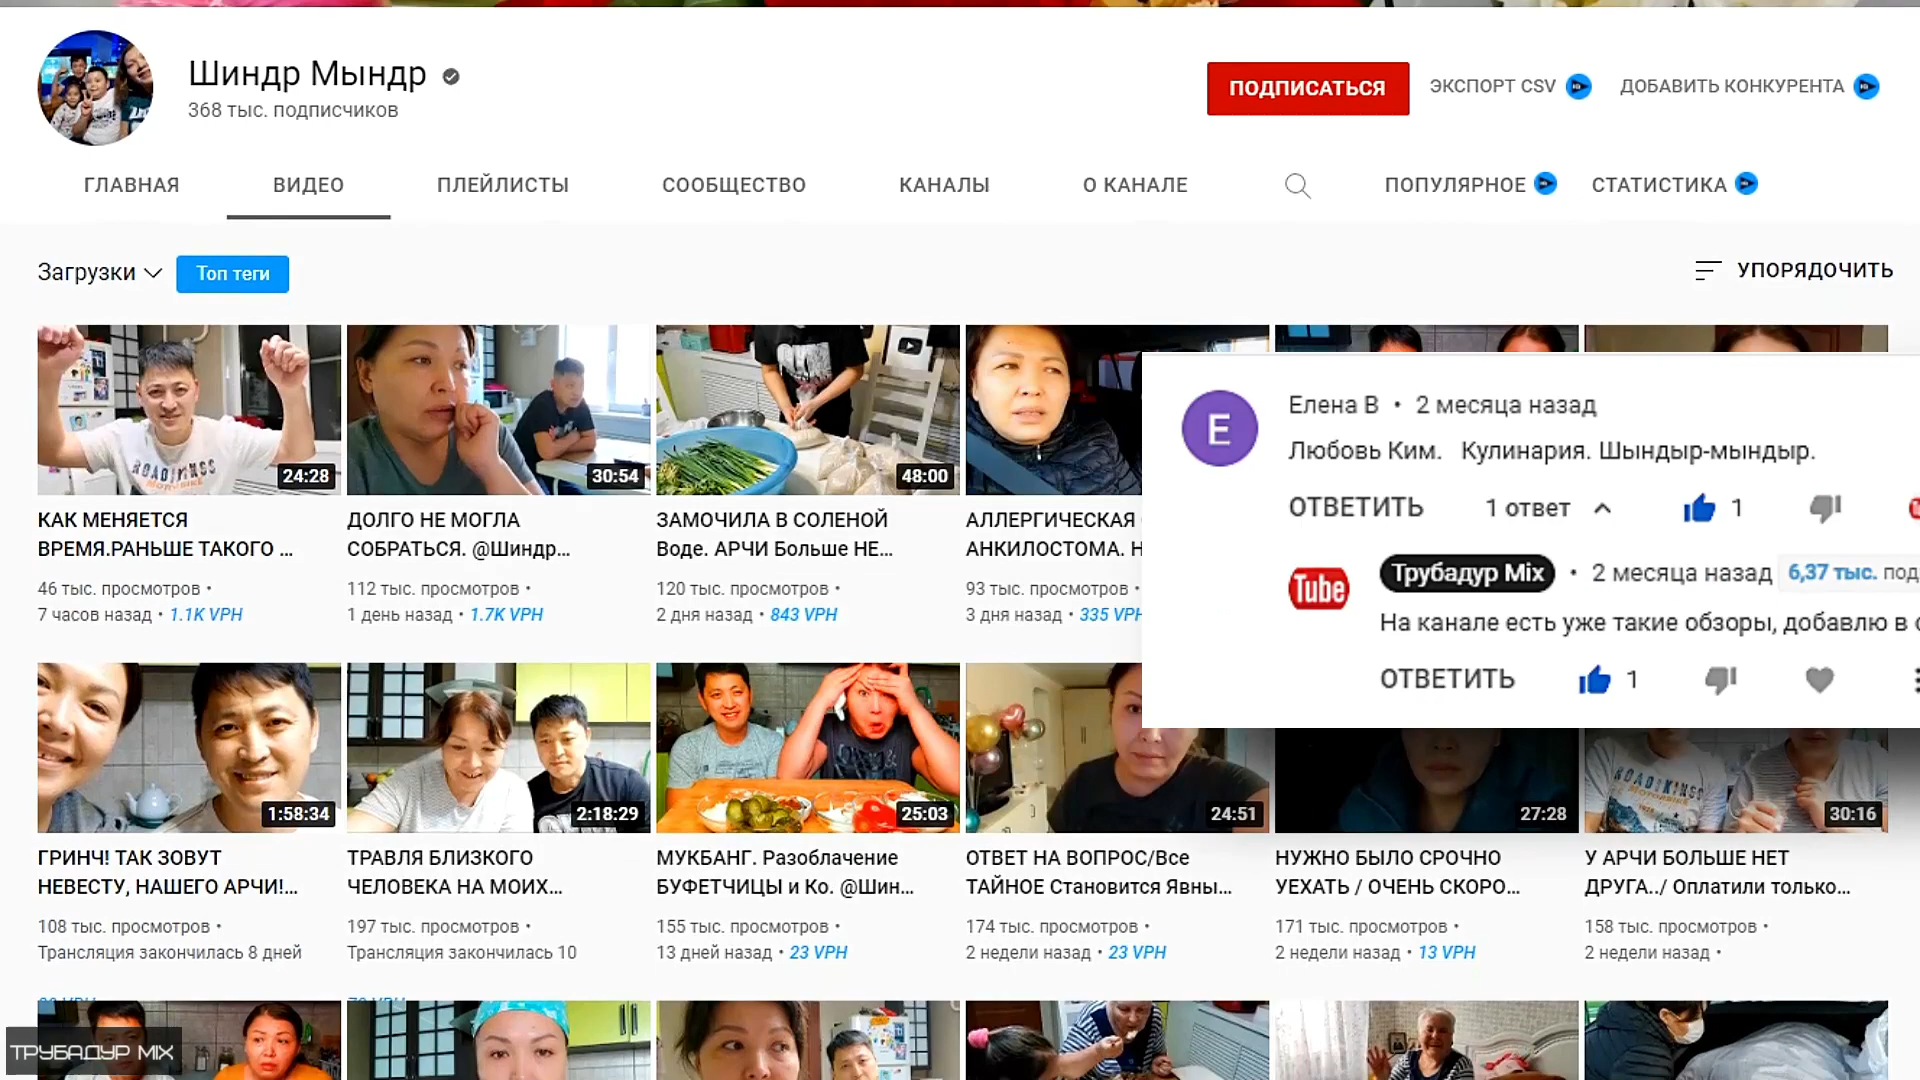 Шиндр Мындр
368 тыс. подписчиков
ПОДПИСАТЬСЯ
ЭКСПОРТ CSV
ДОБАВИТЬ КОНКУРЕНТА
ГЛАВНАЯ
ВИДЕО
ПЛЕЙЛИСТЫ
СООБЩЕСТВО
КАНАЛЫ
О КАНАЛЕ
ПОПУЛЯРНОЕ
СТАТИСТИКА
Загрузки
Топ теги
УПОРЯДОЧИТЬ
24:28
30:54
48:00
КАК МЕНЯЕТСЯ
ВРЕМЯ.РАНЬШЕ ТАКОГО ...
46 тыс. просмотров •
7 часов назад • 1.1K VPH
ДОЛГО НЕ МОГЛА
СОБРАТЬСЯ. @Шиндр...
112 тыс. просмотров •
1 день назад • 1.7K VPH
ЗАМОЧИЛА В СОЛЕНОЙ
Воде. АРЧИ Больше НЕ...
120 тыс. просмотров •
2 дня назад • 843 VPH
АЛЛЕРГИЧЕСКАЯ
АНКИЛОСТОМА. Н
93 тыс. просмотров •
3 дня назад • 335 VPH
Е
Елена В • 2 месяца назад
Любовь Ким. Кулинария. Шындыр-мындыр.
ОТВЕТИТЬ
1 ответ
1
Tube
Трубадур Mix • 2 месяца назад
6,37 тыс. под
На канале есть уже такие обзоры, добавлю в
ОТВЕТИТЬ
1
1:58:34
2:18:29
25:03
24:51
27:28
30:16
ГРИНЧ! ТАК ЗОВУТ
НЕВЕСТУ, НАШЕГО АРЧИ!...
108 тыс. просмотров •
Трансляция закончилась 8 дней
ТРАВЛЯ БЛИЗКОГО
ЧЕЛОВЕКА НА МОИХ...
197 тыс. просмотров •
Трансляция закончилась 10
МУКБАНГ. Разоблачение
БУФЕТЧИЦЫ и Ко. @Шин...
155 тыс. просмотров •
13 дней назад • 23 VPH
ОТВЕТ НА ВОПРОС/Все
ТАЙНОЕ Становится Явны...
174 тыс. просмотров •
2 недели назад • 23 VPH
НУЖНО БЫЛО СРОЧНО
УЕХАТЬ / ОЧЕНЬ СКОРО...
171 тыс. просмотров •
2 недели назад • 13 VPH
У АРЧИ БОЛЬШЕ НЕТ
ДРУГА../ Оплатили только...
158 тыс. просмотров •
2 недели назад •
ТРУБАДУР MIX